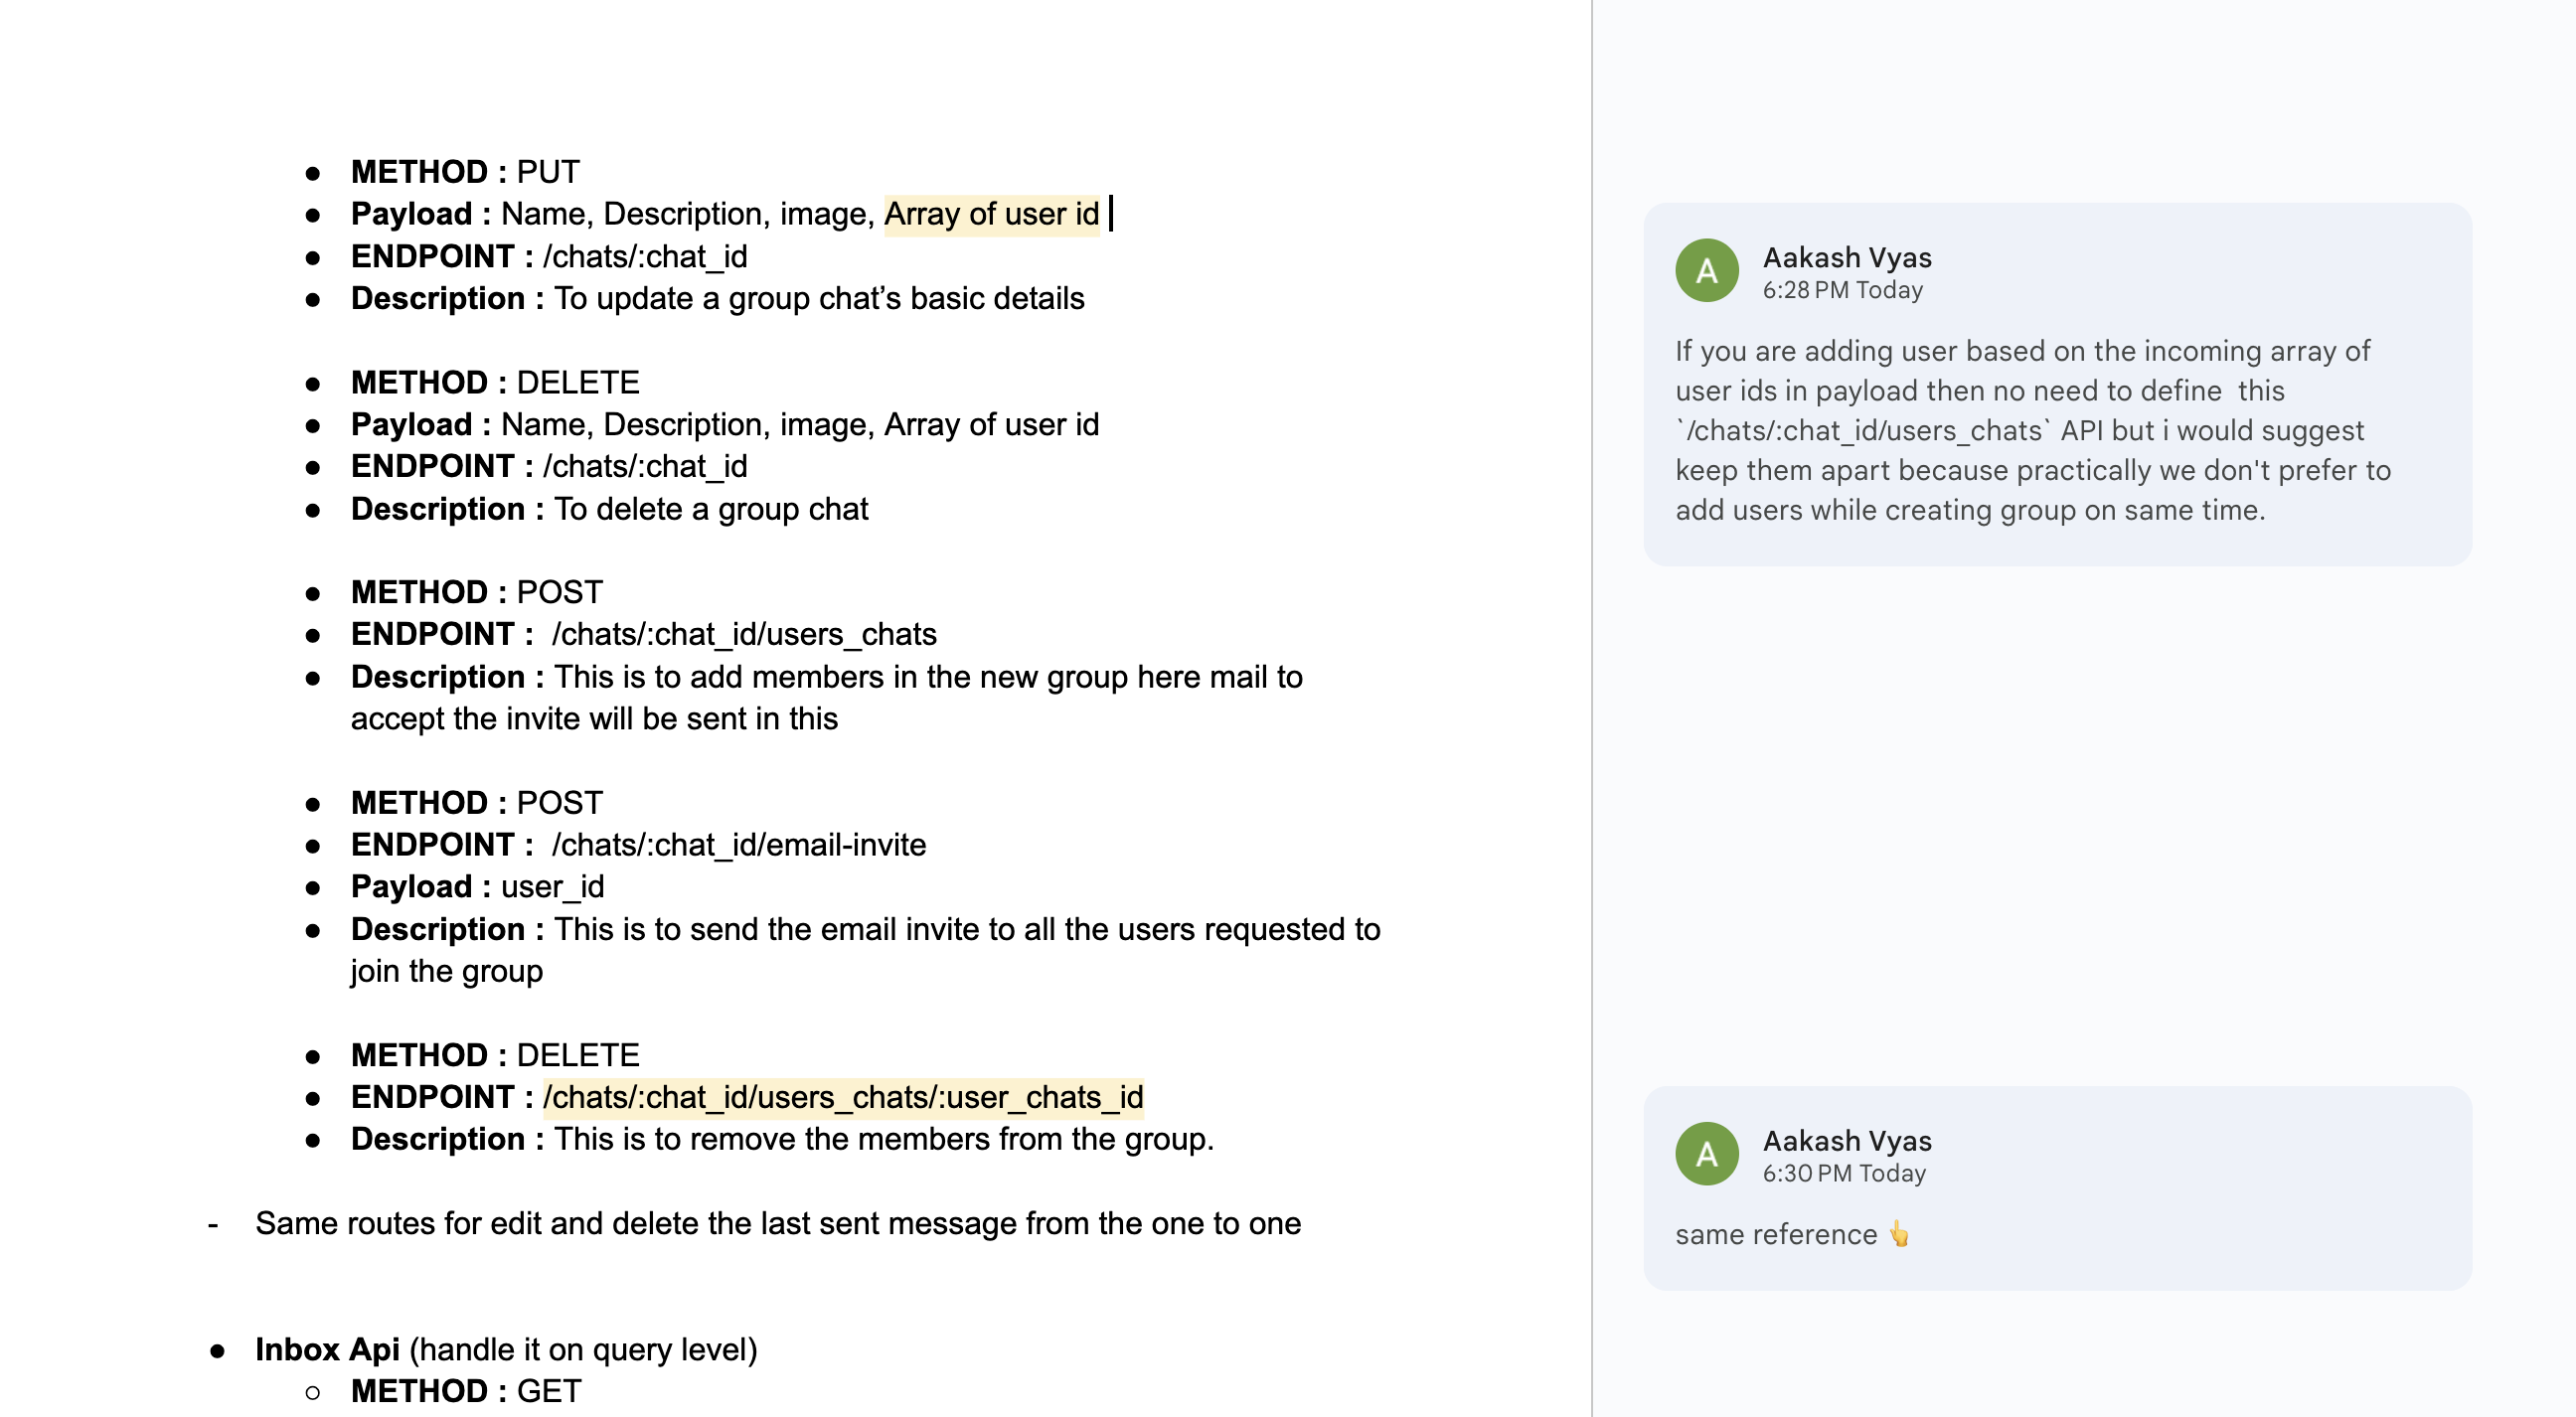 ● METHOD : PUT
● Payload : Name, Description, image, Array of user id
● ENDPOINT : /chats/:chat_id
● Description : To update a group chat’s basic details
● METHOD : DELETE
● Payload : Name, Description, image, Array of user id
● ENDPOINT : /chats/:chat_id
● Description : To delete a group chat
● METHOD : POST
● ENDPOINT :  /chats/:chat_id/users_chats
● Description : This is to add members in the new group here mail to
accept the invite will be sent in this
● METHOD : POST
● ENDPOINT :  /chats/:chat_id/email-invite
● Payload : user_id
● Description : This is to send the email invite to all the users requested to
join the group
● METHOD : DELETE
● ENDPOINT : /chats/:chat_id/users_chats/:user_chats_id
● Description : This is to remove the members from the group.
- Same routes for edit and delete the last sent message from the one to one
● Inbox Api (handle it on query level)
○ METHOD : GET
A
Aakash Vyas
6:28 PM Today
If you are adding user based on the incoming array of
user ids in payload then no need to define  this
`/chats/:chat_id/users_chats` API but i would suggest
keep them apart because practically we don't prefer to
add users while creating group on same time.
A
Aakash Vyas
6:30 PM Today
same reference 👆